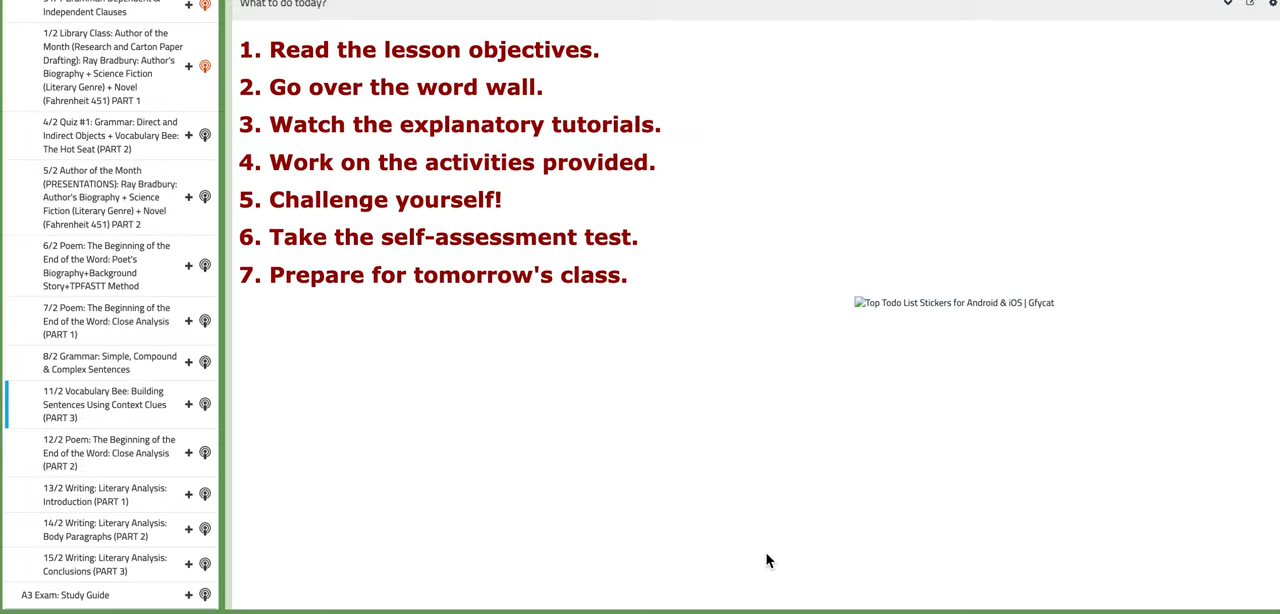 Independent Clauses
1/2 Library Class: Author of the
Month (Research and Carton Paper
Drafting): Ray Bradbury: Author's
Biography + Science Fiction
(Literary Genre) + Novel
(Fahrenheit 451) PART 1
4/2 Quiz #1: Grammar: Direct and
Indirect Objects + Vocabulary Bee:
The Hot Seat (PART 2)
5/2 Author of the Month
(PRESENTATIONS): Ray Bradbury:
Author's Biography + Science
Fiction (Literary Genre) + Novel
(Fahrenheit 451) PART 2
6/2 Poem: The Beginning of the
End of the Word: Poet's
Biography+Background
Story+TPFASTT Method
7/2 Poem: The Beginning of the
End of the Word: Close Analysis
(PART 1)
8/2 Grammar: Simple, Compound
& Complex Sentences
11/2 Vocabulary Bee: Building
Sentences Using Context Clues
(PART 3)
12/2 Poem: The Beginning of the
End of the Word: Close Analysis
(PART 2)
13/2 Writing: Literary Analysis:
Introduction (PART 1)
14/2 Writing: Literary Analysis:
Body Paragraphs (PART 2)
15/2 Writing: Literary Analysis:
Conclusions (PART 3)
A3 Exam: Study Guide
What to do today?
1. Read the lesson objectives.
2. Go over the word wall.
3. Watch the explanatory tutorials.
4. Work on the activities provided.
5. Challenge yourself!
6. Take the self-assessment test.
7. Prepare for tomorrow's class.
Top Todo List Stickers for Android & iOS | Gfycat